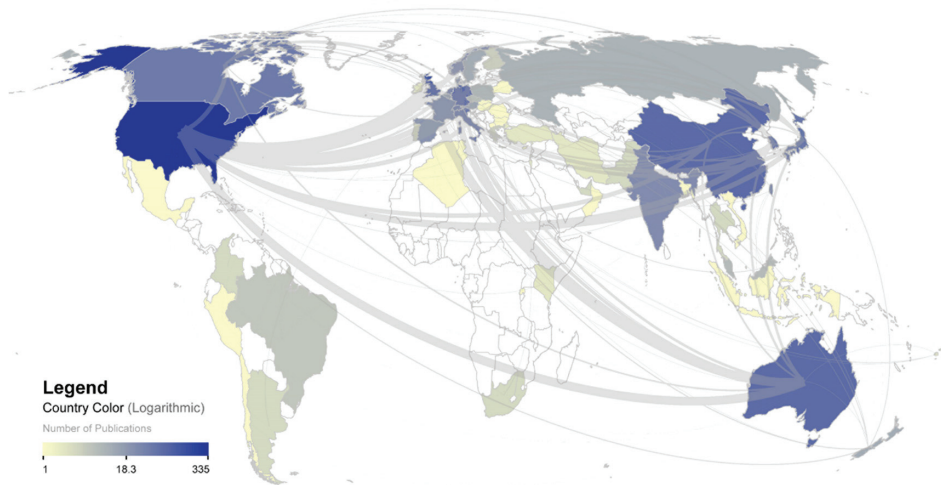 Legend
Country Color (Logarithmic)
Number of Publications
1 18.3 335